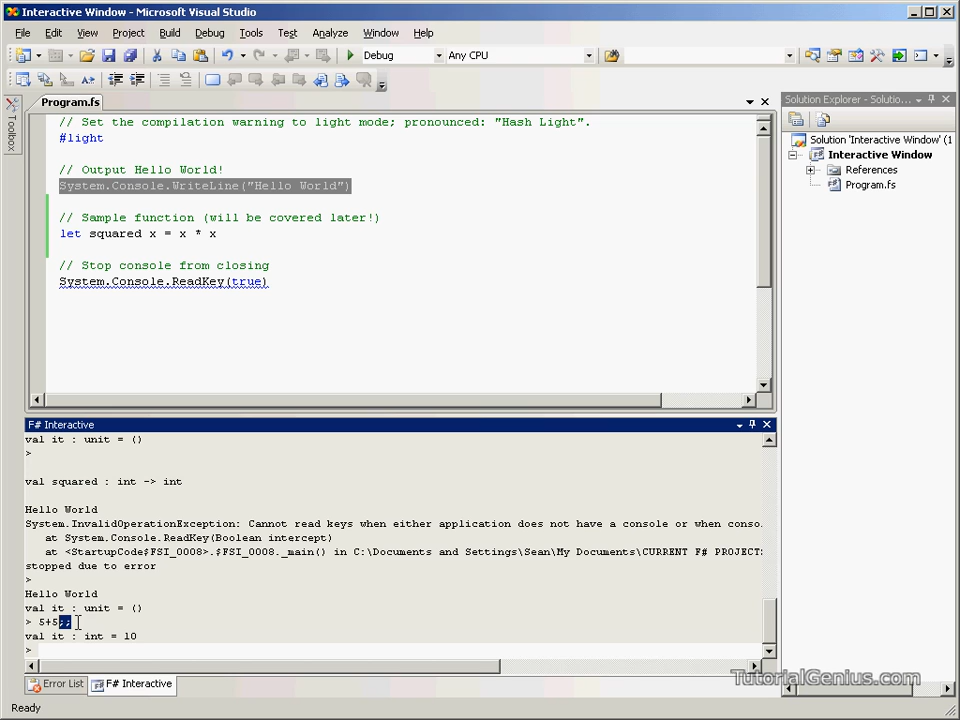 Interactive Window - Microsoft Visual Studio
File Edit View Project Build Debug Tools Test Analyze Window Help
Debug Any CPU
Toolbox
Program.fs
// Set the compilation warning to light mode; pronounced: "Hash Light".
#light
// Output Hello World!
System.Console.WriteLine("Hello World")
// Sample function (will be covered later!)
let squared x = x * x
// Stop console from closing
System.Console.ReadKey(true)
Solution Explorer - Solutio...
Solution 'Interactive Window' (1
Interactive Window
References
Program.fs
F# Interactive
val it : unit = ()
>
val squared : int -> int
Hello World
System.InvalidOperationException: Cannot read keys when either application does not have a console or when conso
at System.Console.ReadKey(Boolean intercept)
at <StartupCode$FSI_0008>.$FSI_0008._main() in C:\Documents and Settings\Sean\My Documents\CURRENT F# PROJECT
stopped due to error
>
Hello World
val it : unit = ()
> 5+5;;
val it : int = 10
>
Error List F# Interactive
TutorialGenius.com
Ready